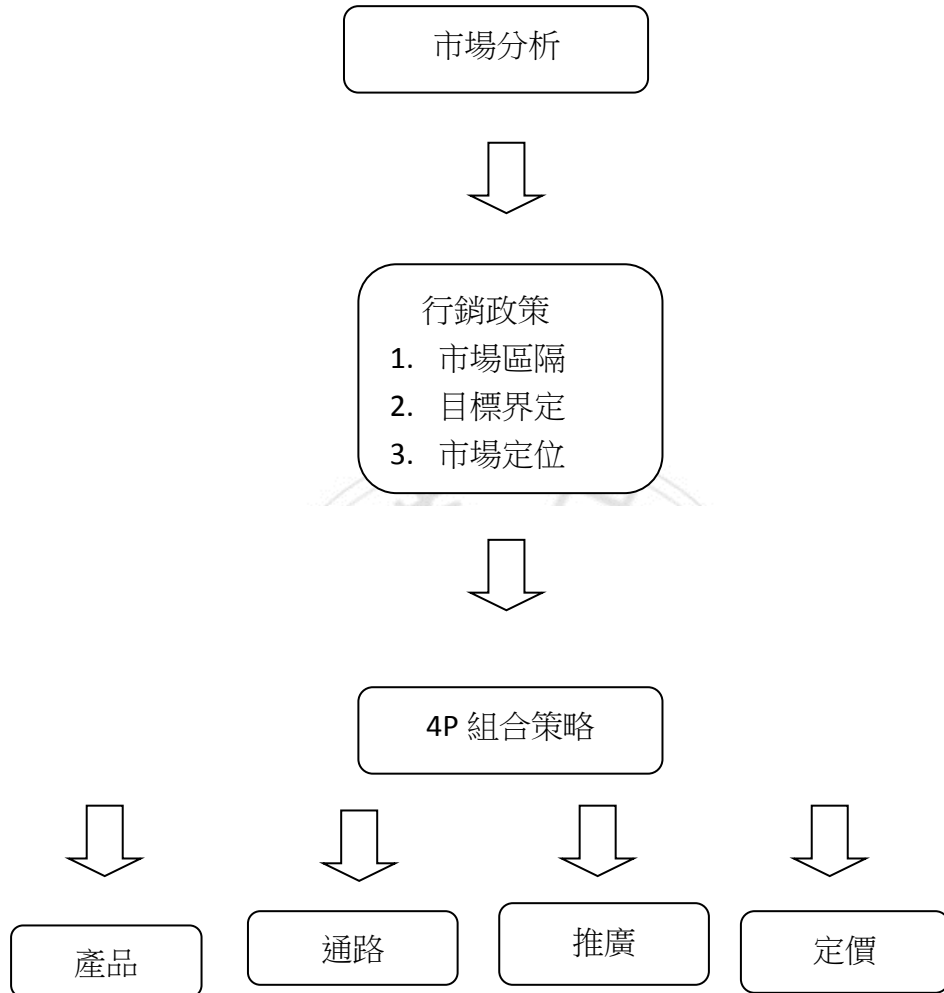 市場分析
行銷政策
1. 市場區隔
2. 目標界定
3. 市場定位
4P 組合策略
產品
通路
推廣
定價